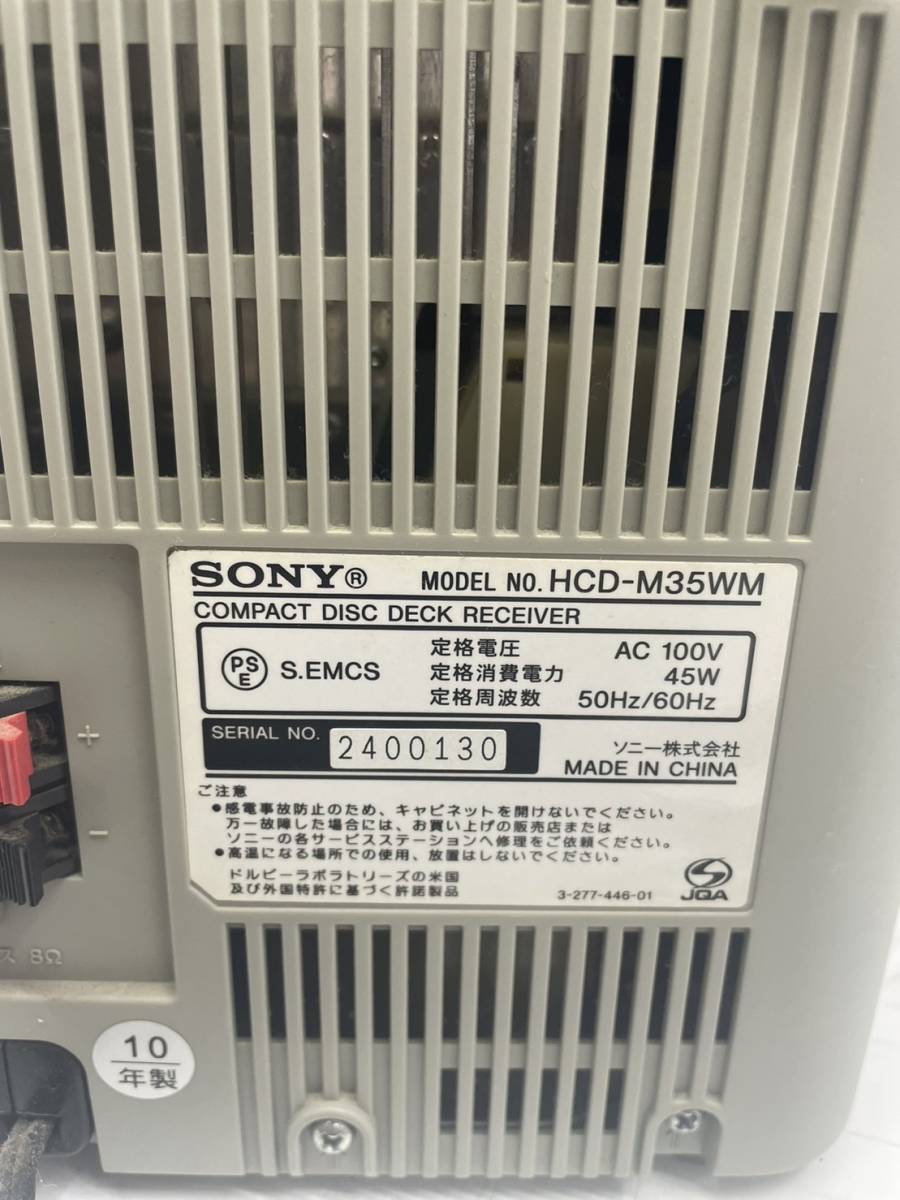 SONY® MODEL NO. HCD-M35WM
COMPACT DISC DECK RECEIVER
PSE S.EMCS
定格電圧 AC 100V
定格消費電力 45W
定格周波数 50Hz/60Hz
SERIAL NO. 2400130
ソニー株式会社
MADE IN CHINA
ご注意
●感電事故防止のため、キャビネットを開けないでください。
万一故障した場合には、お買い上げの販売店または
ソニーの各サービスステーションへ修理をご依頼ください。
●高温になる場所での使用、放置はしないでください。
ドルビーラボラトリーズの米国
及び外国特許に基づく許諾製品
3-277-446-01
JQA
+
−
ス 8Ω
10
年製